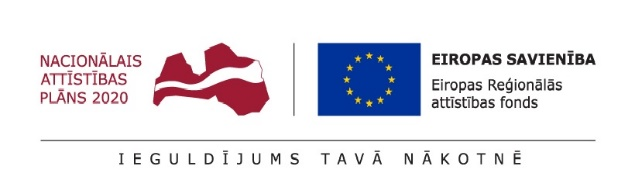 NACIONĀLAIS
ATTĪSTĪBAS
PLĀNS 2020
EIROPAS SAVIENĪBA
Eiropas Reģionālās
attīstības fonds
IEGULDĪJUMS TAVĀ NĀKOTNĒ